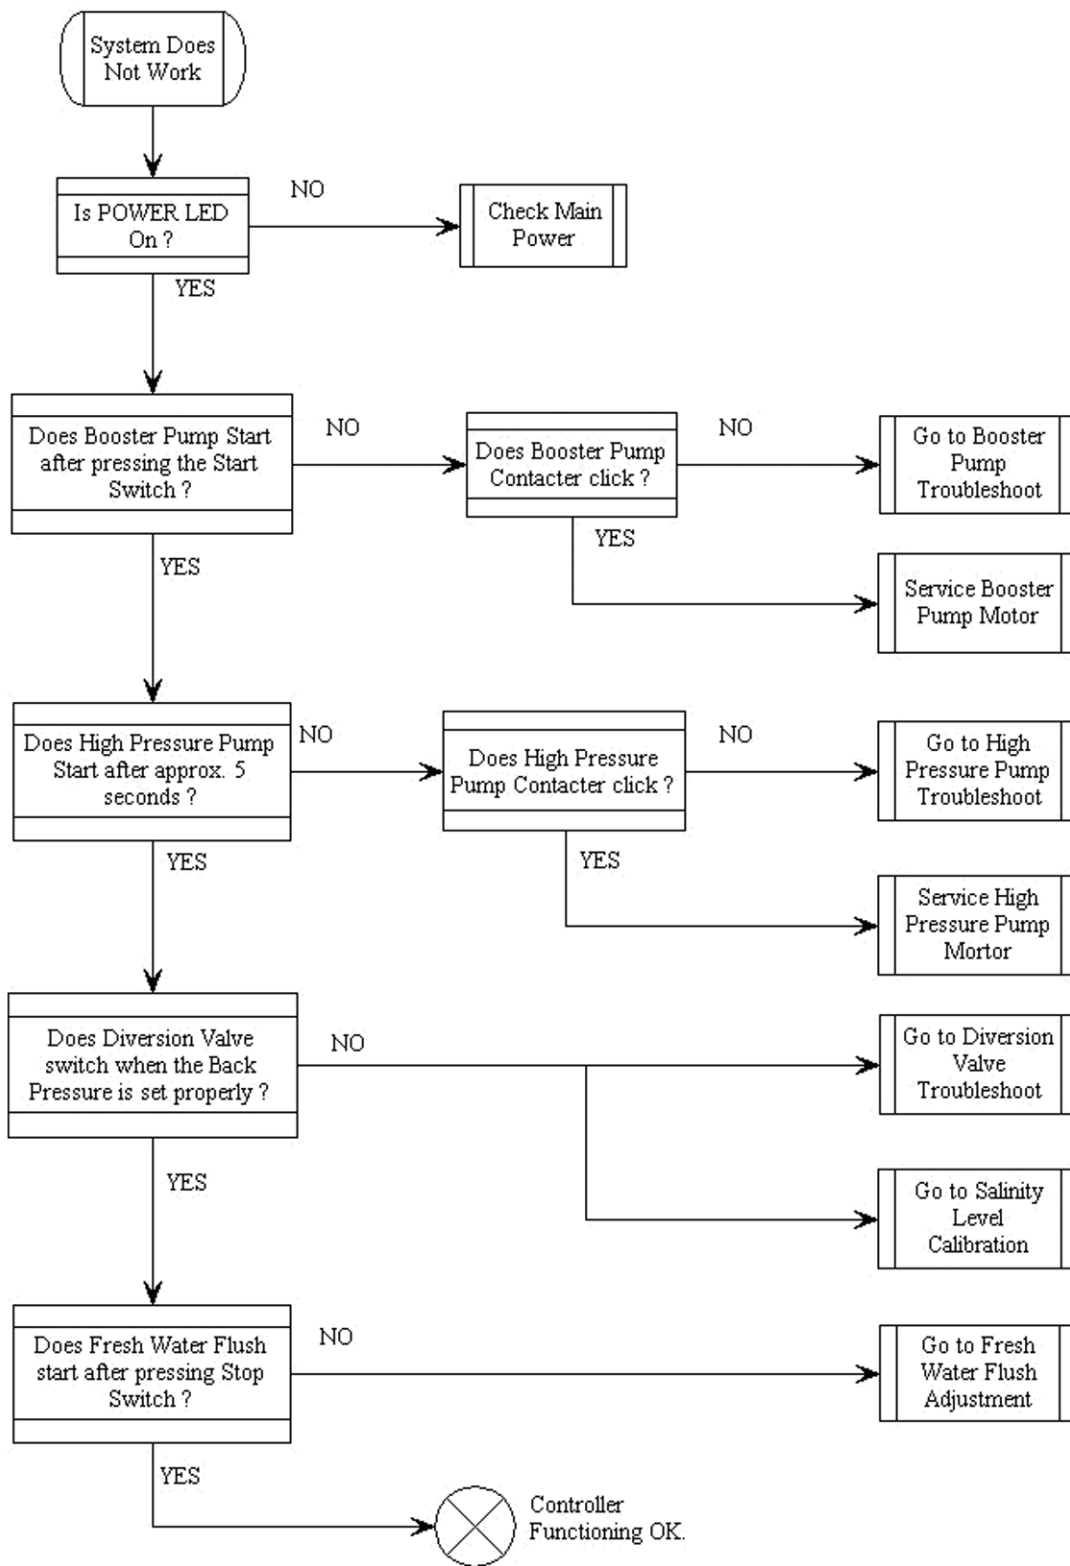 System Does
Not Work
Is POWER LED
On ?
NO
Check Main
Power
YES
Does Booster Pump Start
after pressing the Start
Switch ?
NO
Does Booster Pump
Contacter click ?
NO
Go to Booster
Pump
Troubleshoot
YES
Service Booster
Pump Motor
YES
Does High Pressure Pump
Start after approx. 5
seconds ?
NO
Does High Pressure
Pump Contacter click ?
NO
Go to High
Pressure Pump
Troubleshoot
YES
Service High
Pressure Pump
Mortor
YES
Does Diversion Valve
switch when the Back
Pressure is set properly ?
NO
Go to Diversion
Valve
Troubleshoot
Go to Salinity
Level
Calibration
YES
Does Fresh Water Flush
start after pressing Stop
Switch ?
NO
Go to Fresh
Water Flush
Adjustment
YES
Controller
Functioning OK.